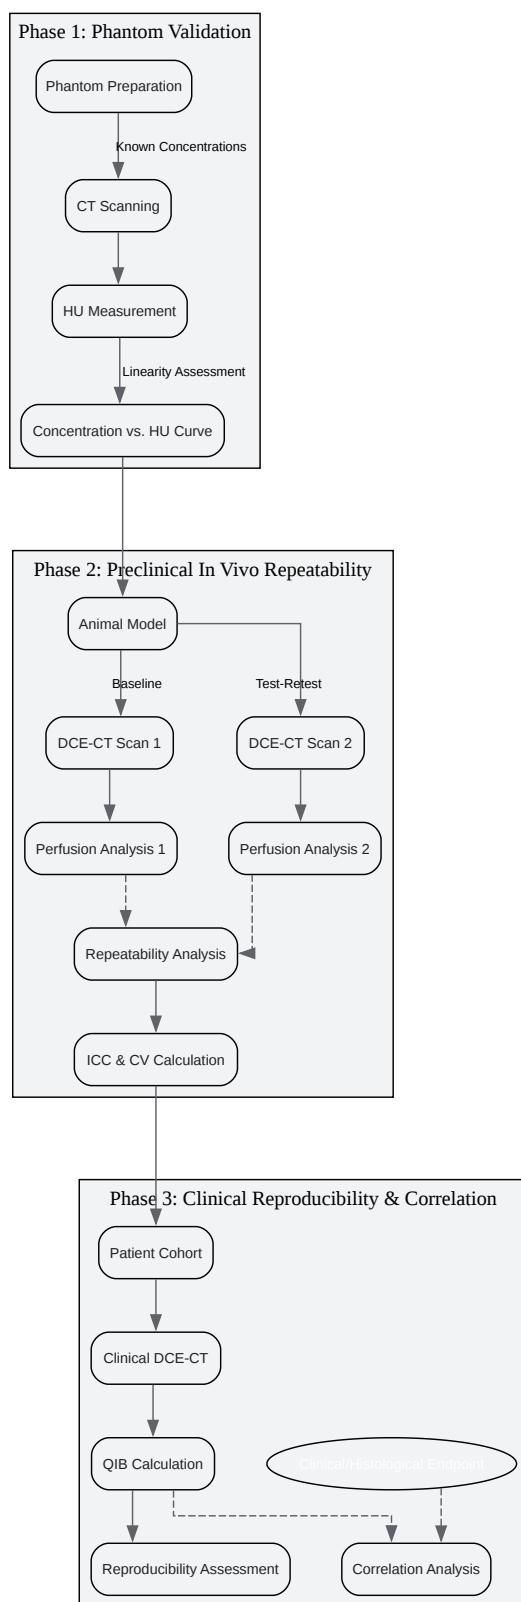 Phase 1: Phantom Validation
Phantom Preparation
Known Concentrations
CT Scanning
HU Measurement
Linearity Assessment
Concentration vs. HU Curve
Phase 2: Preclinical In Vivo Repeatability
Animal Model
Baseline
Test-Retest
DCE-CT Scan 1
DCE-CT Scan 2
Perfusion Analysis 1
Perfusion Analysis 2
Repeatability Analysis
ICC & CV Calculation
Phase 3: Clinical Reproducibility & Correlation
Patient Cohort
Clinical DCE-CT
QIB Calculation
Clinical/Histological Endpoint
Reproducibility Assessment
Correlation Analysis